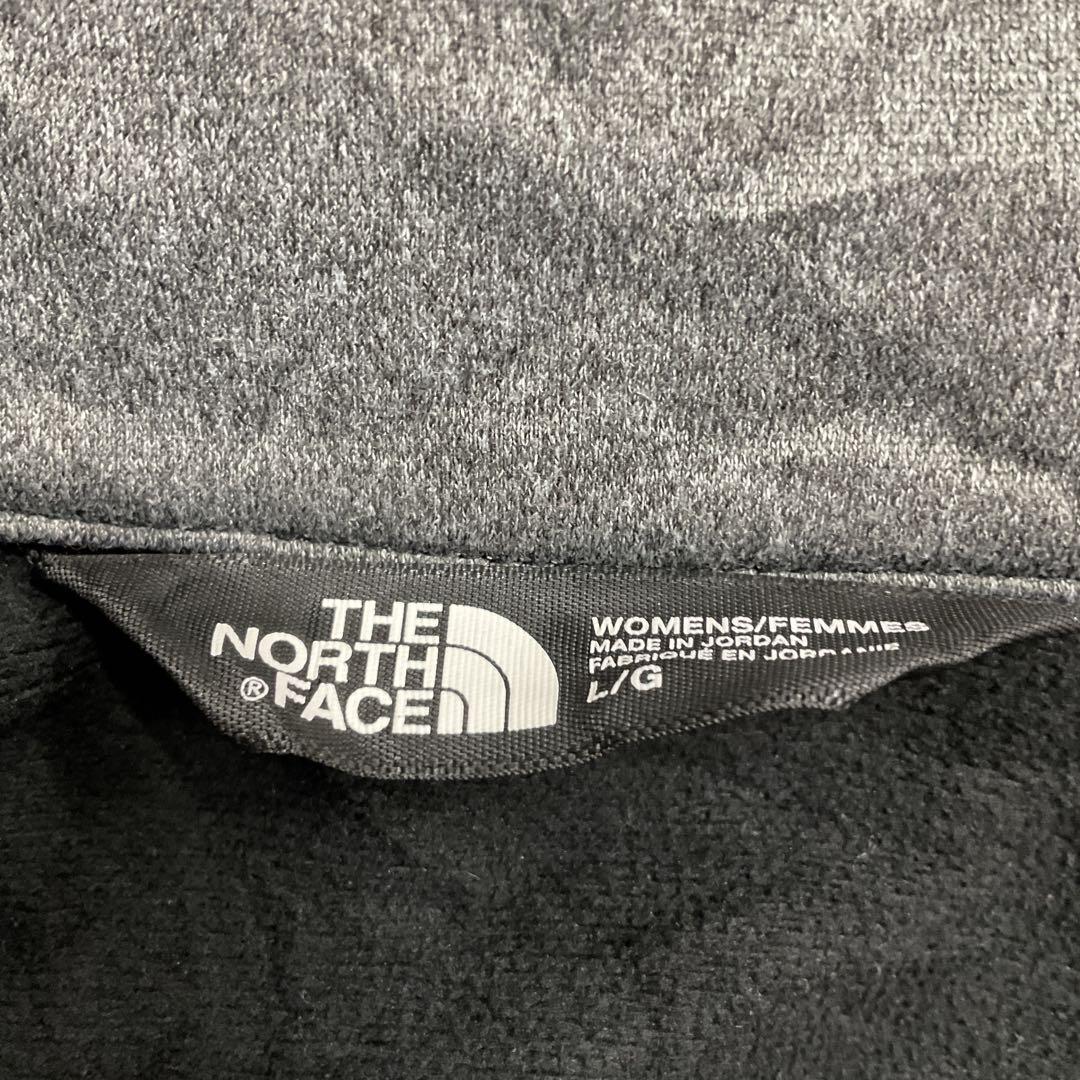 THE
NORTH
® FACE
WOMENS/FEMMES
MADE IN JORDAN
FABRIQUÉ EN JORDANIE
L/G